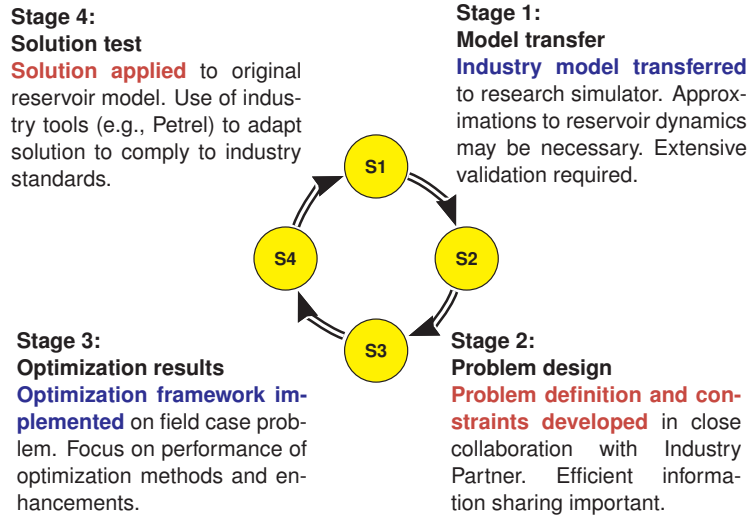 Stage 4:
Solution test
Solution applied to original
reservoir model. Use of indus-
try tools (e.g., Petrel) to adapt
solution to comply to industry
standards.
Stage 1:
Model transfer
Industry model transferred
to research simulator. Approx-
imations to reservoir dynamics
may be necessary. Extensive
validation required.
S1
S4
S2
S3
Stage 3:
Optimization results
Optimization framework im-
plemented on field case prob-
lem. Focus on performance of
optimization methods and en-
hancements.
Stage 2:
Problem design
Problem definition and con-
straints developed in close
collaboration with Industry
Partner. Efficient informa-
tion sharing important.